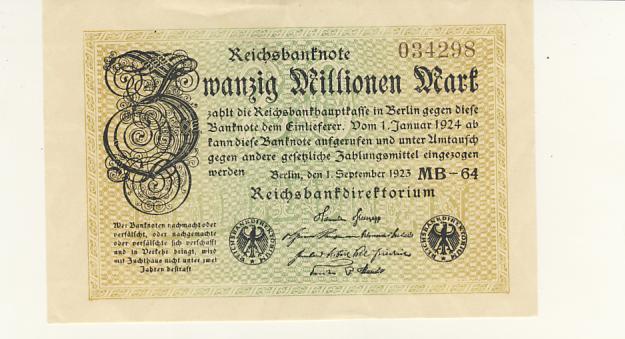 Reichsbanknote 034298
Zwanzig Millionen Mark
zahlt die Reichsbankhauptkasse in Berlin gegen diese
Banknote dem Einlieferer. Vom 1. Januar 1924 ab
kann diese Banknote aufgerufen und unter Umtausch
gegen andere gesetzliche Zahlungsmittel eingezogen
werden Berlin, den 1. September 1923 MB-64
Reichsbankdirektorium
Wer Banknoten nachmacht oder
verfälscht, oder nachgemachte
oder verfälschte sich verschafft
und in Verkehr bringt, wird
mit Zuchthaus nicht unter zwei
Jahren bestraft
REICHSBANKDIREKTORIUM
REICHSBANKDIREKTORIUM